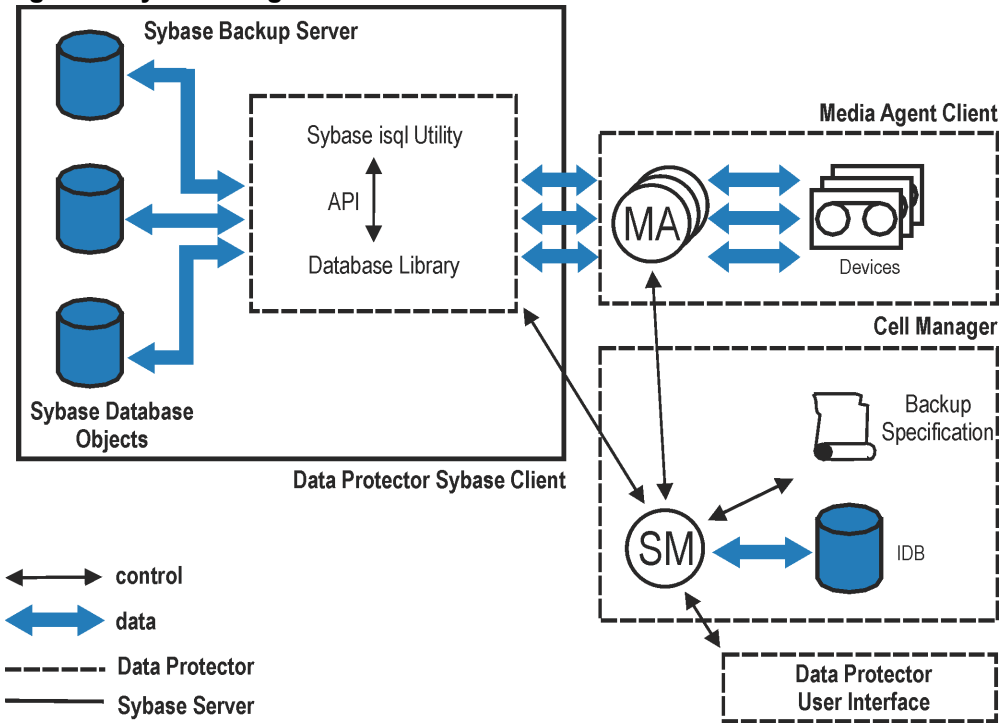 Sybase Backup Server
Sybase isql Utility
API
Database Library
Sybase Database
Objects
Data Protector Sybase Client
Media Agent Client
MA
Devices
Cell Manager
Backup
Specification
SM
IDB
Data Protector
User Interface
control
data
Data Protector
Sybase Server